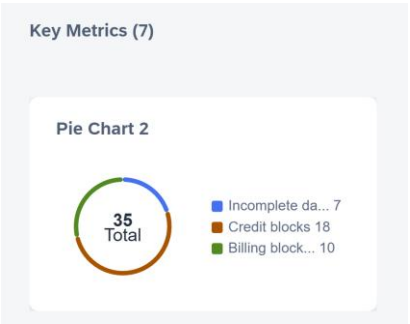 Key Metrics (7)
Pie Chart 2
35
Total
Incomplete da... 7
Credit blocks 18
Billing block... 10